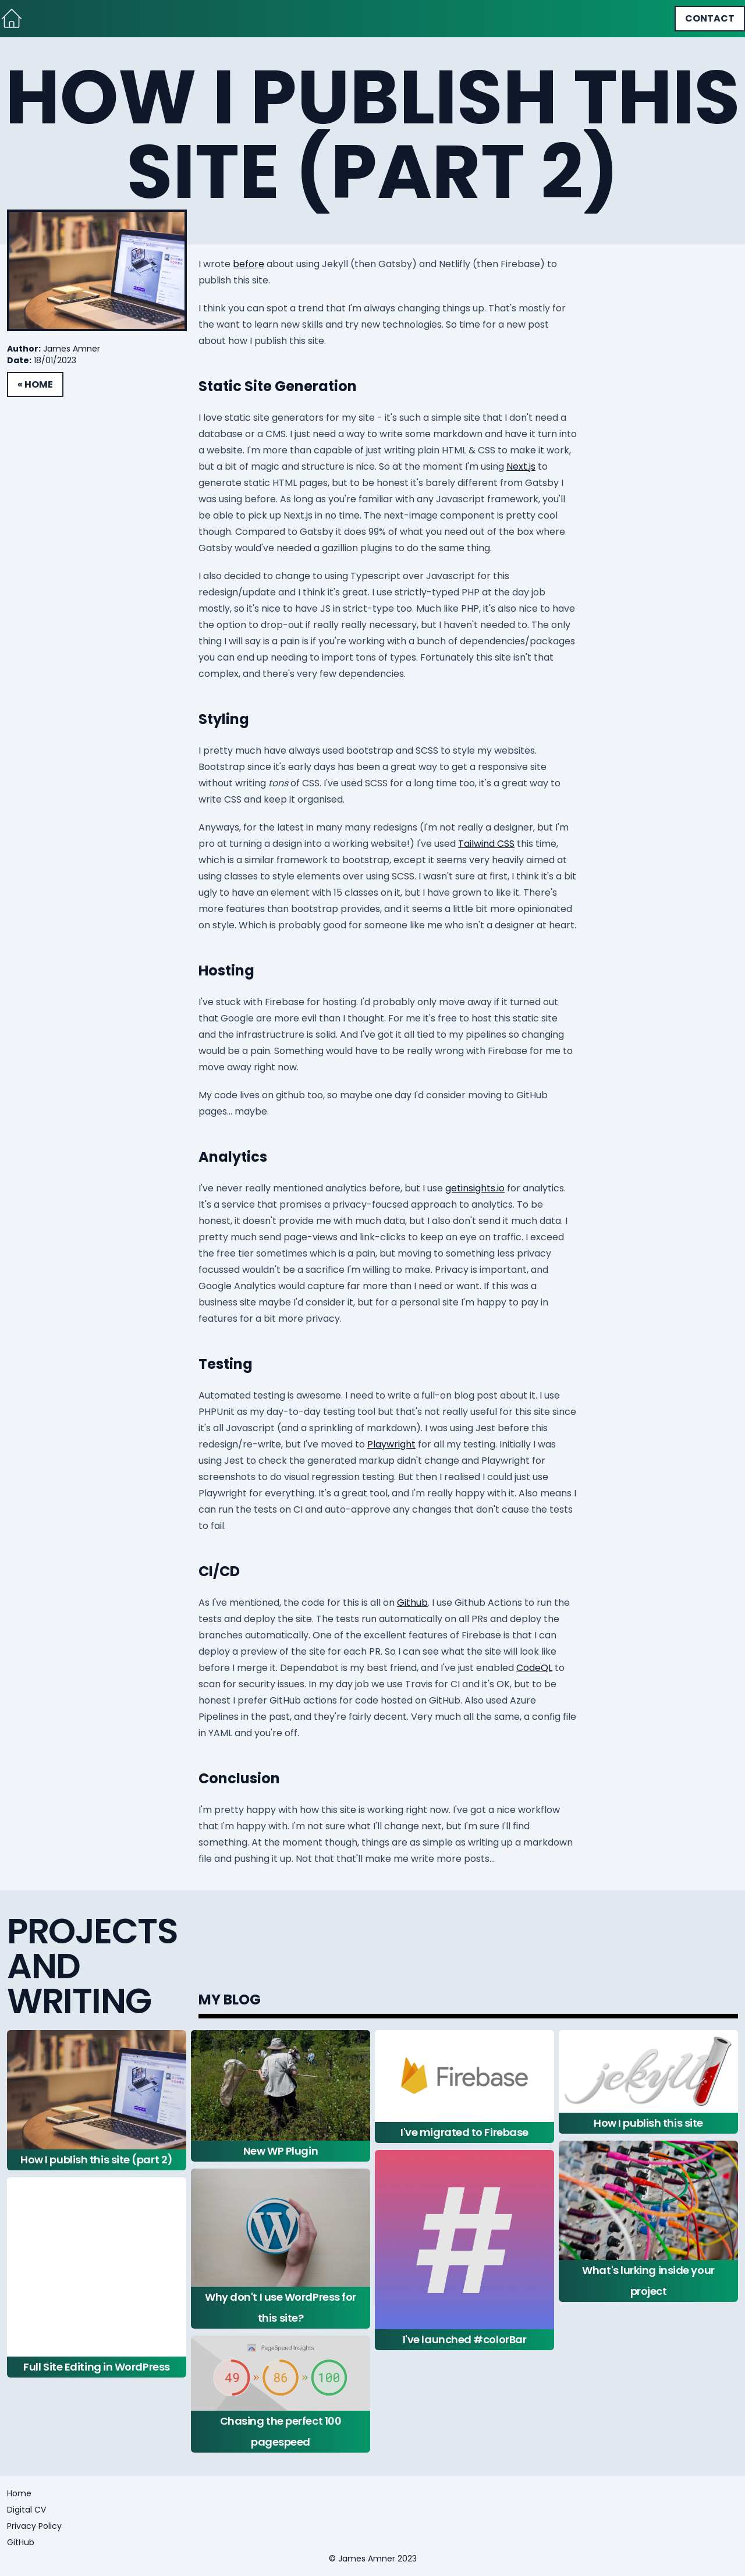 CONTACT
HOW I PUBLISH THIS
SITE (PART 2)
Author: James Amner
Date: 18/01/2023
« HOME
I wrote before about using Jekyll (then Gatsby) and Netlifly (then Firebase) to
publish this site.
I think you can spot a trend that I'm always changing things up. That's mostly for
the want to learn new skills and try new technologies. So time for a new post
about how I publish this site.
Static Site Generation
I love static site generators for my site - it's such a simple site that I don't need a
database or a CMS. I just need a way to write some markdown and have it turn into
a website. I'm more than capable of just writing plain HTML & CSS to make it work,
but a bit of magic and structure is nice. So at the moment I'm using Next.js to
generate static HTML pages, but to be honest it's barely different from Gatsby I
was using before. As long as you're familiar with any Javascript framework, you'll
be able to pick up Next.js in no time. The next-image component is pretty cool
though. Compared to Gatsby it does 99% of what you need out of the box where
Gatsby would've needed a gazillion plugins to do the same thing.
I also decided to change to using Typescript over Javascript for this
redesign/update and I think it's great. I use strictly-typed PHP at the day job
mostly, so it's nice to have JS in strict-type too. Much like PHP, it's also nice to have
the option to drop-out if really really necessary, but I haven't needed to. The only
thing I will say is a pain is if you're working with a bunch of dependencies/packages
you can end up needing to import tons of types. Fortunately this site isn't that
complex, and there's very few dependencies.
Styling
I pretty much have always used bootstrap and SCSS to style my websites.
Bootstrap since it's early days has been a great way to get a responsive site
without writing tons of CSS. I've used SCSS for a long time too, it's a great way to
write CSS and keep it organised.
Anyways, for the latest in many many redesigns (I'm not really a designer, but I'm
pro at turning a design into a working website!) I've used Tailwind CSS this time,
which is a similar framework to bootstrap, except it seems very heavily aimed at
using classes to style elements over using SCSS. I wasn't sure at first, I think it's a bit
ugly to have an element with 15 classes on it, but I have grown to like it. There's
more features than bootstrap provides, and it seems a little bit more opinionated
on style. Which is probably good for someone like me who isn't a designer at heart.
Hosting
I've stuck with Firebase for hosting. I'd probably only move away if it turned out
that Google are more evil than I thought. For me it's free to host this static site
and the infrastructrure is solid. And I've got it all tied to my pipelines so changing
would be a pain. Something would have to be really wrong with Firebase for me to
move away right now.
My code lives on github too, so maybe one day I'd consider moving to GitHub
pages... maybe.
Analytics
I've never really mentioned analytics before, but I use getinsights.io for analytics.
It's a service that promises a privacy-foucsed approach to analytics. To be
honest, it doesn't provide me with much data, but I also don't send it much data. I
pretty much send page-views and link-clicks to keep an eye on traffic. I exceed
the free tier sometimes which is a pain, but moving to something less privacy
focussed wouldn't be a sacrifice I'm willing to make. Privacy is important, and
Google Analytics would capture far more than I need or want. If this was a
business site maybe I'd consider it, but for a personal site I'm happy to pay in
features for a bit more privacy.
Testing
Automated testing is awesome. I need to write a full-on blog post about it. I use
PHPUnit as my day-to-day testing tool but that's not really useful for this site since
it's all Javascript (and a sprinkling of markdown). I was using Jest before this
redesign/re-write, but I've moved to Playwright for all my testing. Initially I was
using Jest to check the generated markup didn't change and Playwright for
screenshots to do visual regression testing. But then I realised I could just use
Playwright for everything. It's a great tool, and I'm really happy with it. Also means I
can run the tests on CI and auto-approve any changes that don't cause the tests
to fail.
CI/CD
As I've mentioned, the code for this is all on Github. I use Github Actions to run the
tests and deploy the site. The tests run automatically on all PRs and deploy the
branches automatically. One of the excellent features of Firebase is that I can
deploy a preview of the site for each PR. So I can see what the site will look like
before I merge it. Dependabot is my best friend, and I've just enabled CodeQL to
scan for security issues. In my day job we use Travis for CI and it's OK, but to be
honest I prefer GitHub actions for code hosted on GitHub. Also used Azure
Pipelines in the past, and they're fairly decent. Very much all the same, a config file
in YAML and you're off.
Conclusion
I'm pretty happy with how this site is working right now. I've got a nice workflow
that I'm happy with. I'm not sure what I'll change next, but I'm sure I'll find
something. At the moment though, things are as simple as writing up a markdown
file and pushing it up. Not that that'll make me write more posts...
PROJECTS
AND
WRITING
MY BLOG
How I publish this site (part 2)
Full Site Editing in WordPress
New WP Plugin
Why don't I use WordPress for
this site?
PageSpeed Insights
49 » 86 » 100
Chasing the perfect 100
pagespeed
Firebase
I've migrated to Firebase
#
I've launched #colorBar
jekyll
How I publish this site
What's lurking inside your
project
Home
Digital CV
Privacy Policy
GitHub
© James Amner 2023